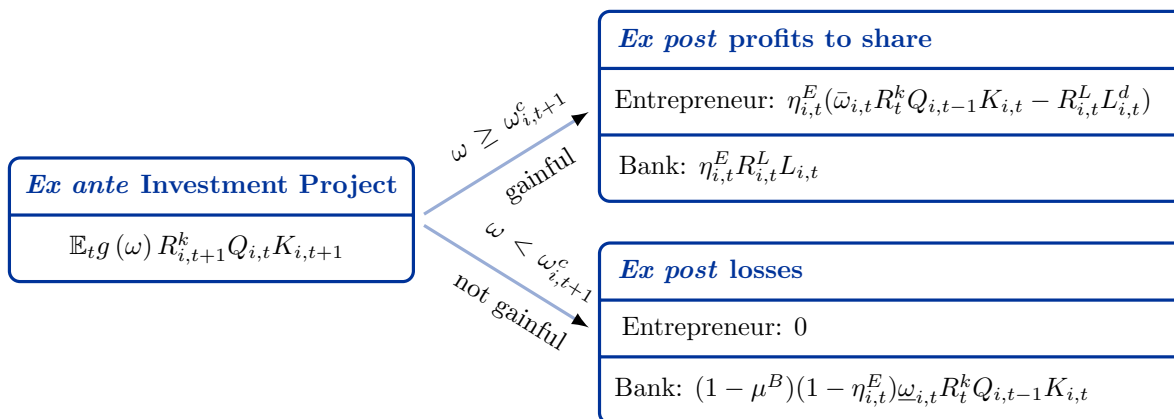 Ex ante Investment Project
𝔼_t g (ω) R^k_{i,t+1} Q_{i,t} K_{i,t+1}
ω ≥ ω^c_{i,t+1}
gainful
ω < ω^c_{i,t+1}
not gainful
Ex post profits to share
Entrepreneur: η^E_{i,t}(ω̄_{i,t} R^k_t Q_{i,t−1} K_{i,t} − R^L_{i,t} L^d_{i,t})
Bank: η^E_{i,t} R^L_{i,t} L_{i,t}
Ex post losses
Entrepreneur: 0
Bank: (1 − μ^B)(1 − η^E_{i,t})ω̲_{i,t} R^k_t Q_{i,t−1} K_{i,t}